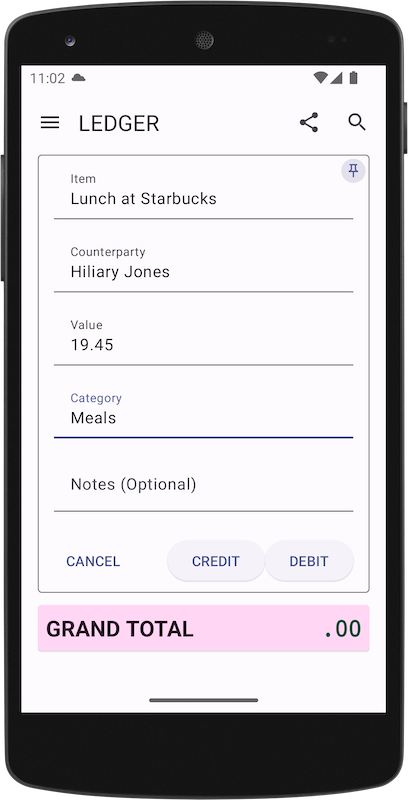 11:02
LEDGER
Item
Lunch at Starbucks
Counterparty
Hiliary Jones
Value
19.45
Category
Meals
Notes (Optional)
CANCEL CREDIT DEBIT
GRAND TOTAL .00